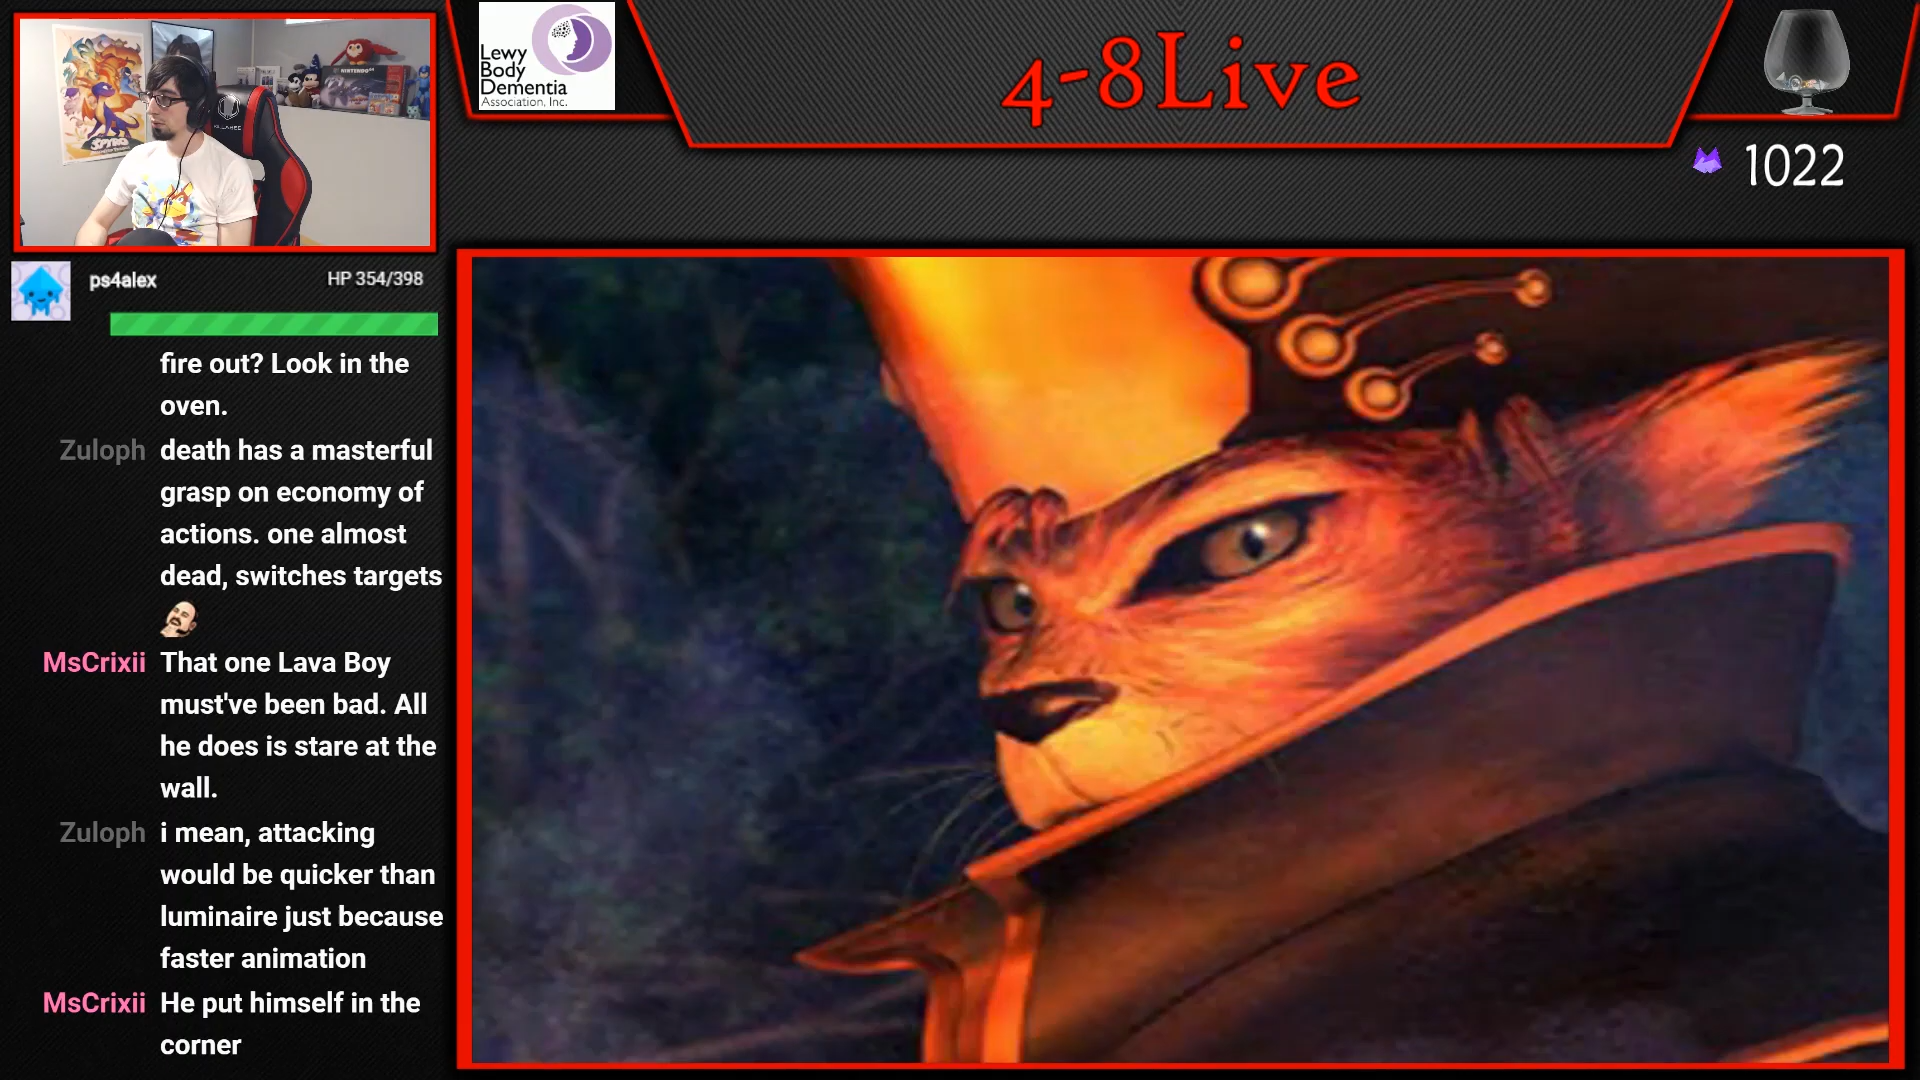 SPYRO
NINTENDO
Lewy
Body
Dementia
Association, Inc.
4-8Live
1022
ps4alex
HP 354/398
fire out? Look in the
oven.
Zuloph death has a masterful
grasp on economy of
actions. one almost
dead, switches targets
MsCrixii That one Lava Boy
must've been bad. All
he does is stare at the
wall.
Zuloph i mean, attacking
would be quicker than
luminaire just because
faster animation
MsCrixii He put himself in the
corner